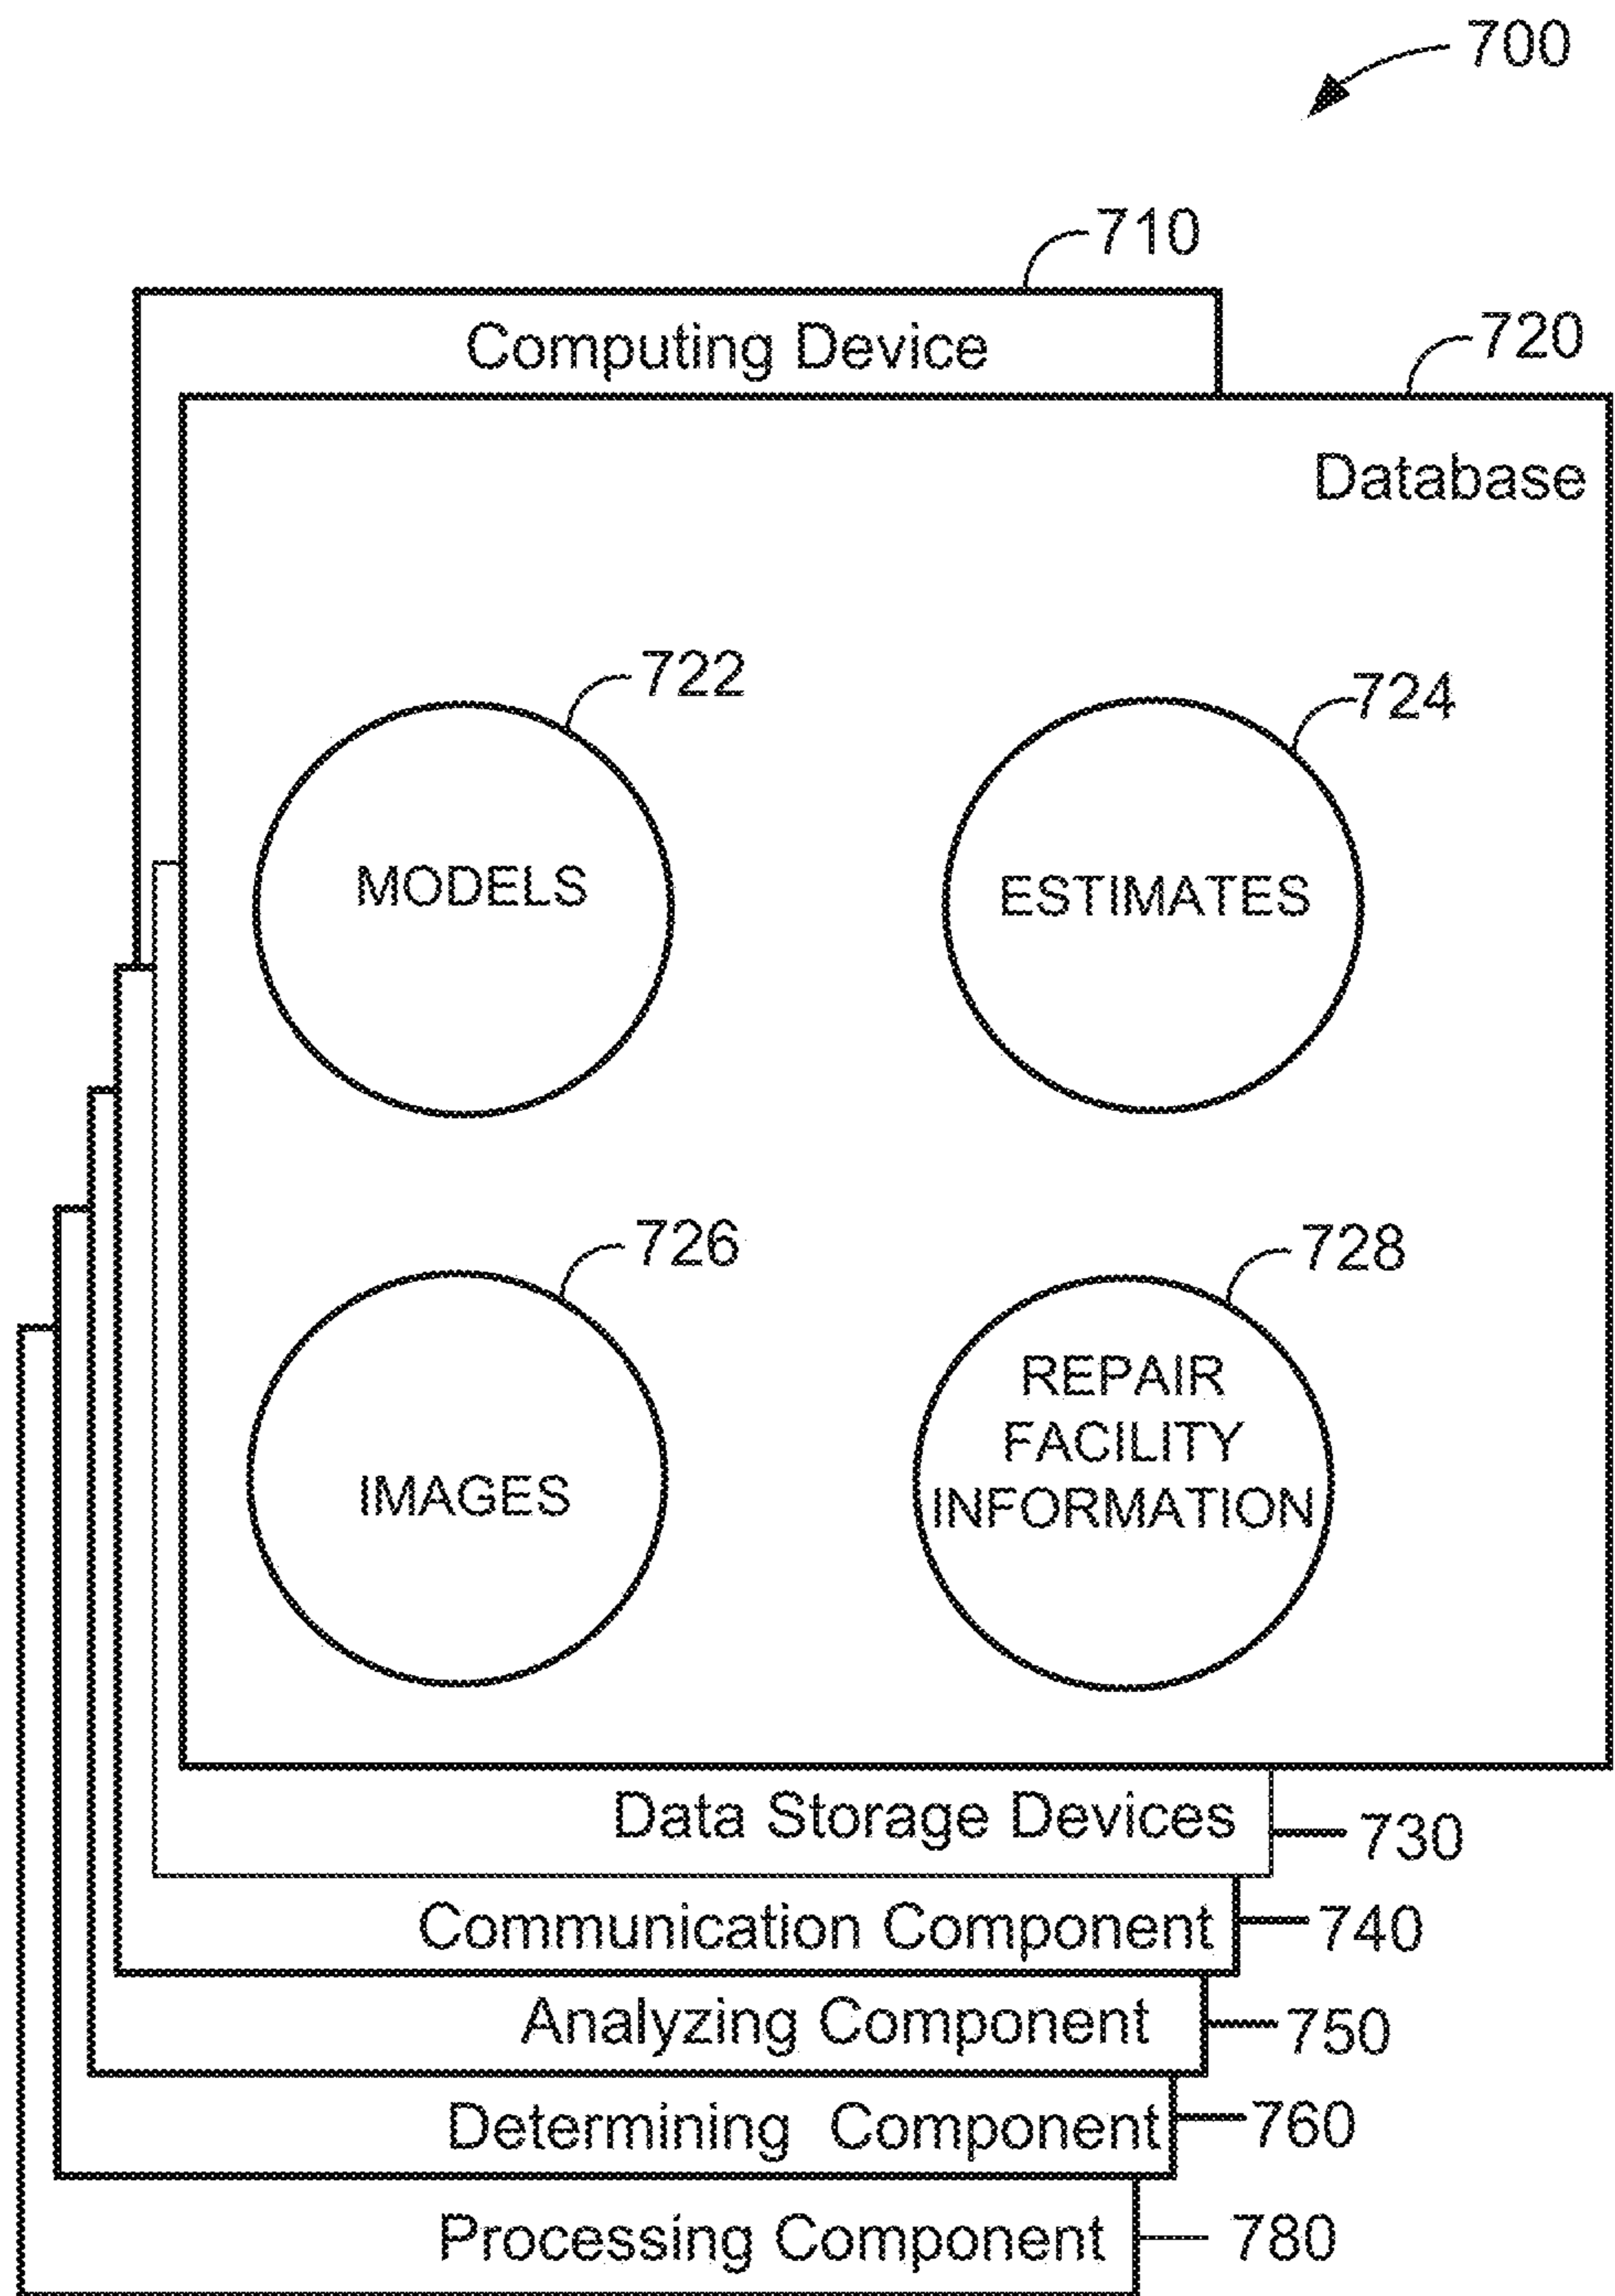 700
710
Computing Device
720
Database
722
724
MODELS
ESTIMATES
726
728
IMAGES
REPAIR
FACILITY
INFORMATION
Data Storage Devices
730
Communication Component
740
Analyzing Component
750
Determining Component
760
Processing Component
780